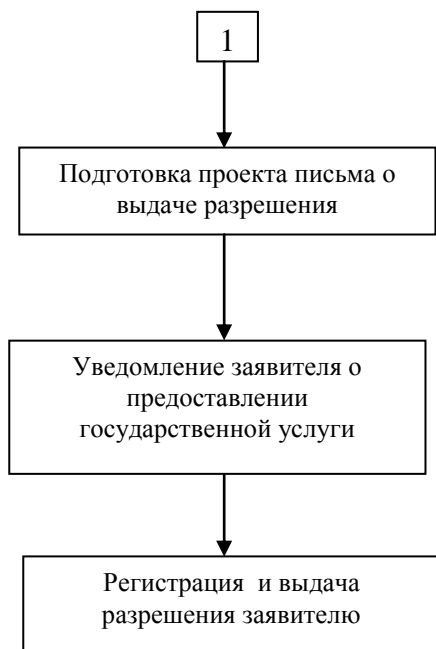 1
Подготовка проекта письма о
выдаче разрешения
Уведомление заявителя о
предоставлении
государственной услуги
Регистрация и выдача
разрешения заявителю